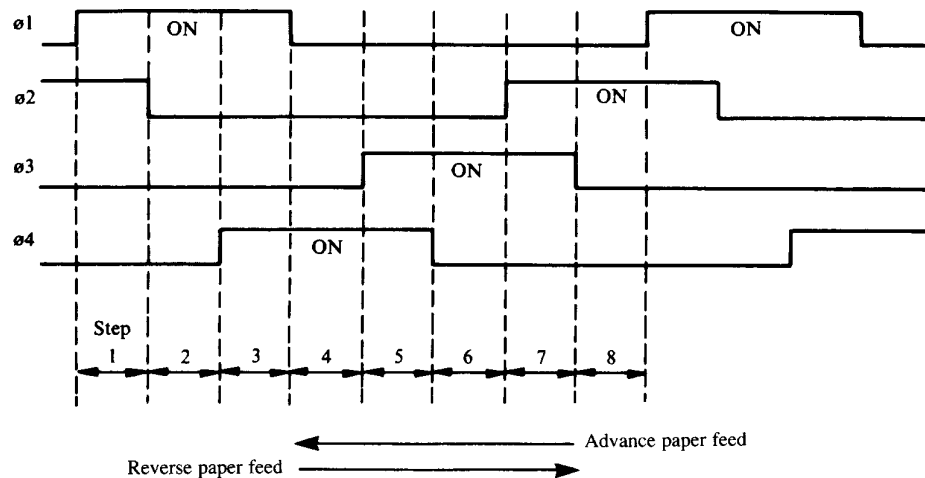 ø1
ON
ON
ø2
ON
ø3
ON
ø4
ON
Step
1 2 3 4 5 6 7 8
Advance paper feed
Reverse paper feed